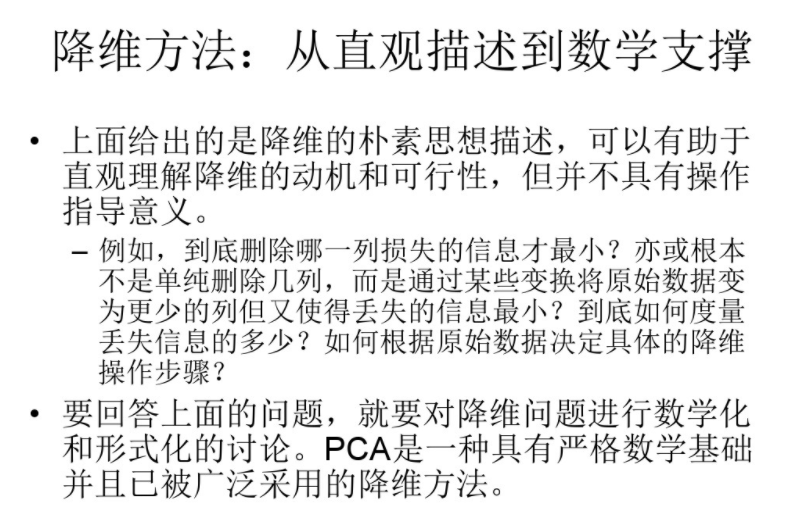 降维方法：从直观描述到数学支撑
• 上面给出的是降维的朴素思想描述，可以有助于
直观理解降维的动机和可行性，但并不具有操作
指导意义。
– 例如，到底删除哪一列损失的信息才最小？亦或根本
不是单纯删除几列，而是通过某些变换将原始数据变
为更少的列但又使得丢失的信息最小？到底如何度量
丢失信息的多少？如何根据原始数据决定具体的降维
操作步骤？
• 要回答上面的问题，就要对降维问题进行数学化
和形式化的讨论。PCA是一种具有严格数学基础
并且已被广泛采用的降维方法。